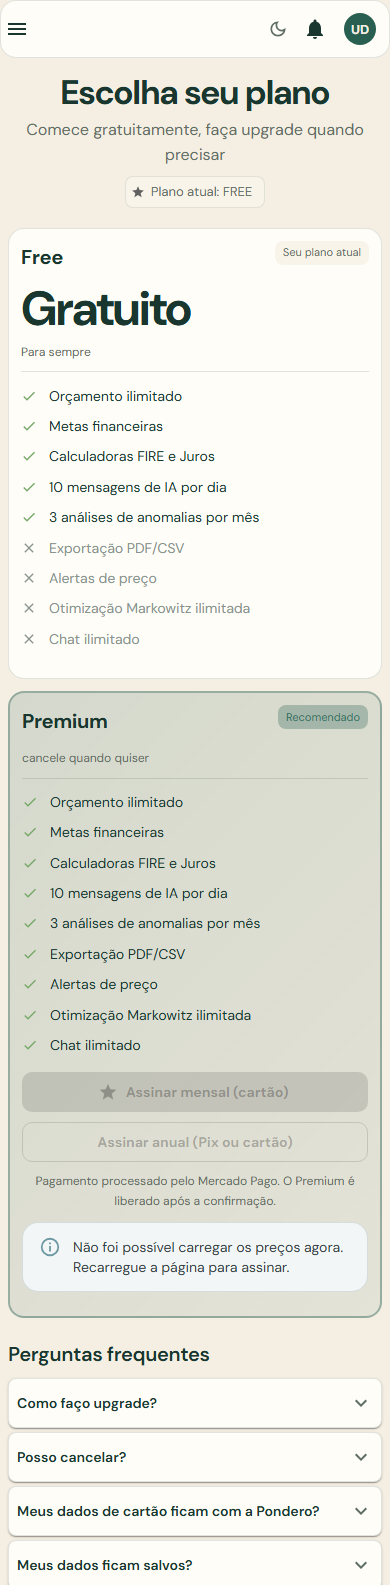 UD
Escolha seu plano
Comece gratuitamente, faça upgrade quando
precisar
Plano atual: FREE
Free
Seu plano atual
Gratuito
Para sempre
Orçamento ilimitado
Metas financeiras
Calculadoras FIRE e Juros
10 mensagens de IA por dia
3 análises de anomalias por mês
Exportação PDF/CSV
Alertas de preço
Otimização Markowitz ilimitada
Chat ilimitado
Premium
Recomendado
cancele quando quiser
Orçamento ilimitado
Metas financeiras
Calculadoras FIRE e Juros
10 mensagens de IA por dia
3 análises de anomalias por mês
Exportação PDF/CSV
Alertas de preço
Otimização Markowitz ilimitada
Chat ilimitado
Assinar mensal (cartão)
Assinar anual (Pix ou cartão)
Pagamento processado pelo Mercado Pago. O Premium é
liberado após a confirmação.
Não foi possível carregar os preços agora.
Recarregue a página para assinar.
Perguntas frequentes
Como faço upgrade?
Posso cancelar?
Meus dados de cartão ficam com a Pondero?
Meus dados ficam salvos?